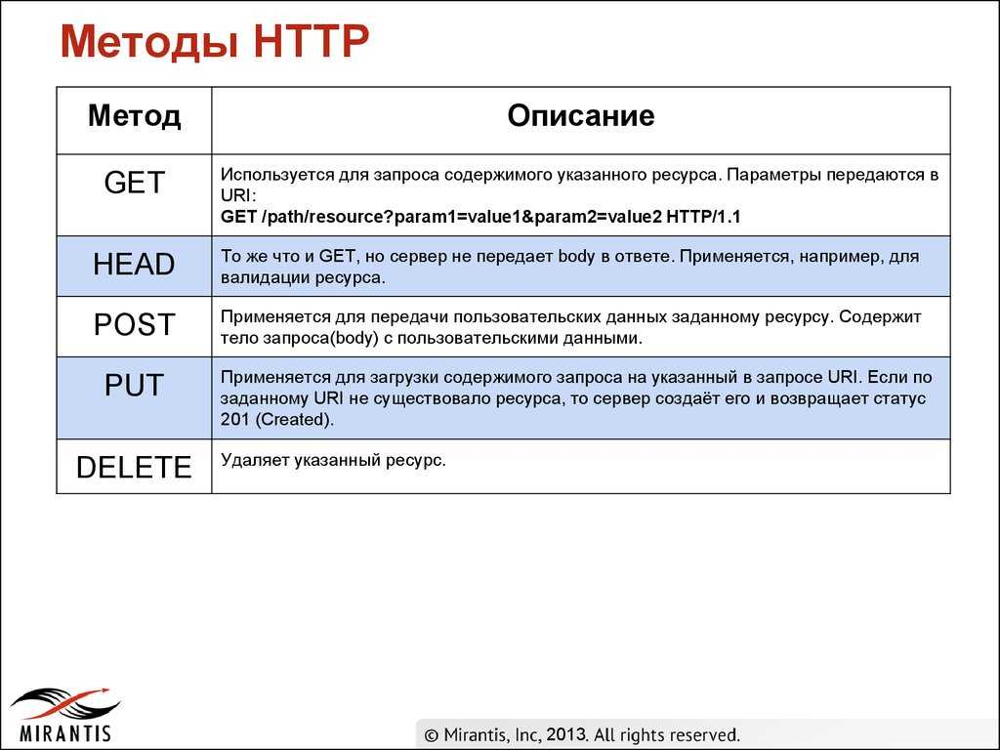 Методы HTTP
Метод
Описание
GET
Используется для запроса содержимого указанного ресурса. Параметры передаются в
URI:
GET /path/resource?param1=value1&param2=value2 HTTP/1.1
HEAD
То же что и GET, но сервер не передает body в ответе. Применяется, например, для
валидации ресурса.
POST
Применяется для передачи пользовательских данных заданному ресурсу. Содержит
тело запроса(body) с пользовательскими данными.
PUT
Применяется для загрузки содержимого запроса на указанный в запросе URI. Если по
заданному URI не существовало ресурса, то сервер создаёт его и возвращает статус
201 (Created).
DELETE
Удаляет указанный ресурс.
MIRANTIS
© Mirantis, Inc, 2013. All rights reserved.